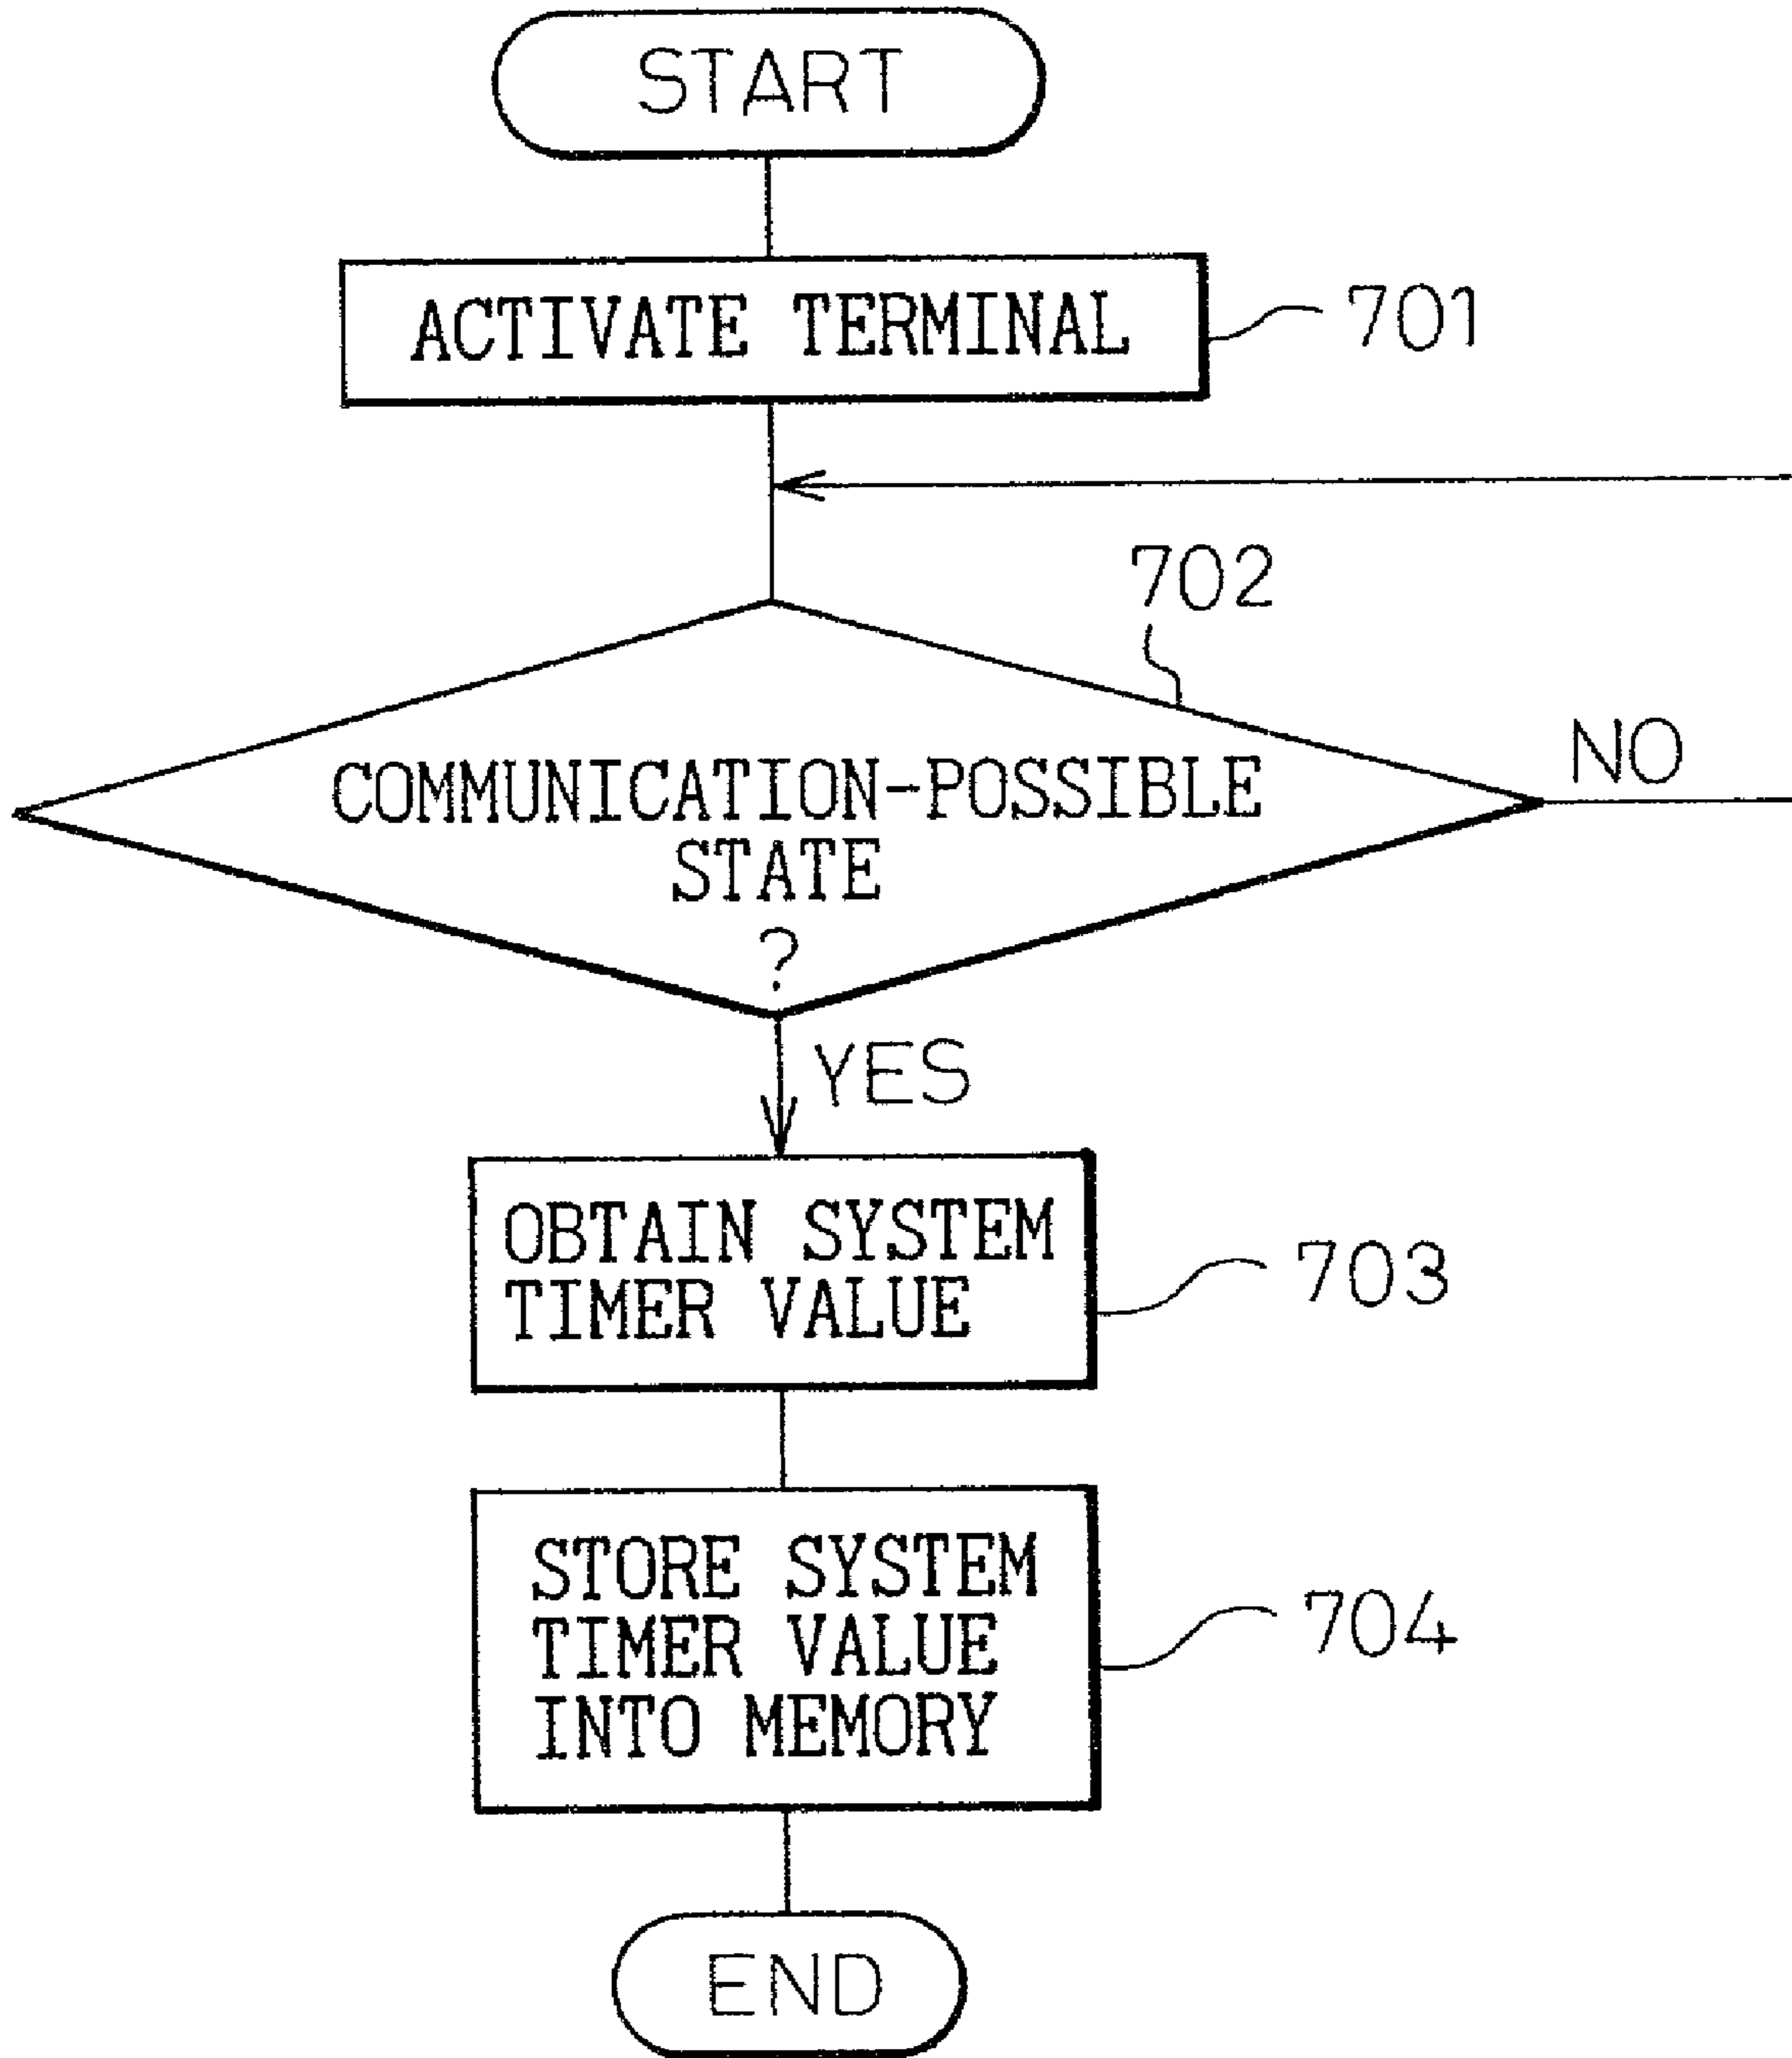 START
ACTIVATE TERMINAL
701
702
COMMUNICATION-POSSIBLE
STATE
?
NO
YES
OBTAIN SYSTEM
TIMER VALUE
703
STORE SYSTEM
TIMER VALUE
INTO MEMORY
704
END